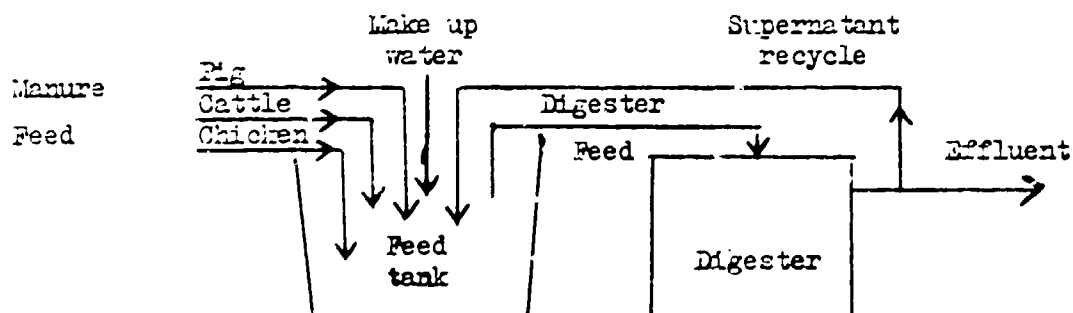 Make up
water
Supernatant
recycle
Manure
Feed
Pig
Cattle
Chicken
Digester
Feed
Effluent
Feed
tank
Digester